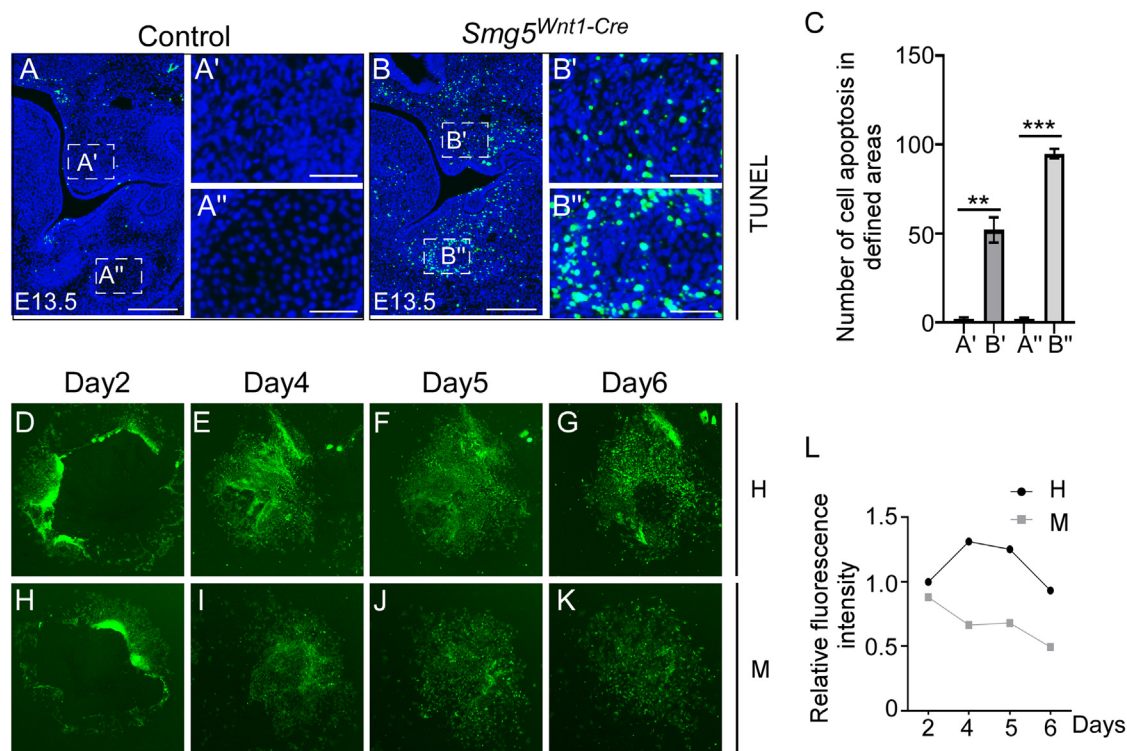 Control
Smg5Wnt1-Cre
A
A'
B
B'
A'
B'
A"
B"
A"
B"
E13.5
E13.5
TUNEL
C
Number of cell apoptosis in
defined areas
150
100
50
0
**
***
A' B' A" B"
Day2 Day4 Day5 Day6
D E F G
H
H I J K
M
L
H
M
Relative fluorescence
intensity
1.5
1.0
0.5
2 4 5 6 Days